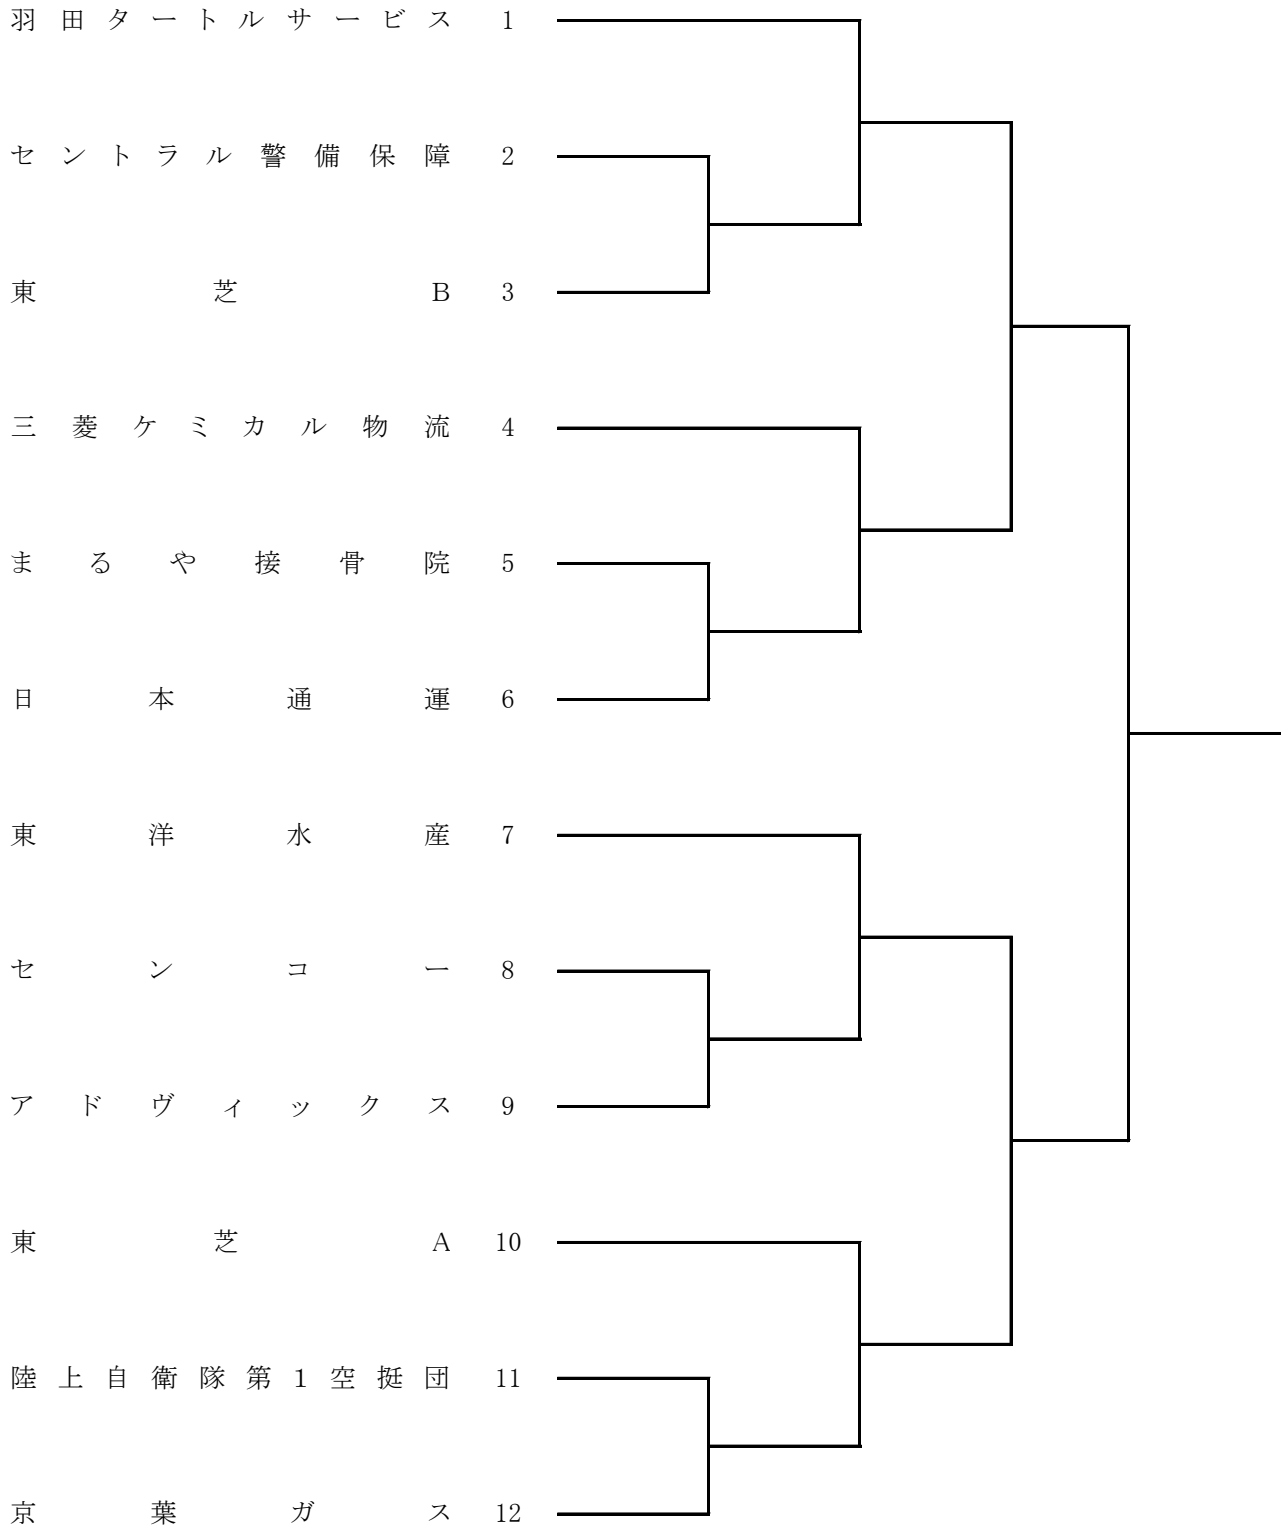 羽田タートルサービス 1
セントラル警備保障 2
東芝B 3
三菱ケミカル物流 4
まるや接骨院 5
日本通運 6
東洋水産 7
センコー 8
アドヴィックス 9
東芝A 10
陸上自衛隊第1空挺団 11
京葉ガス 12